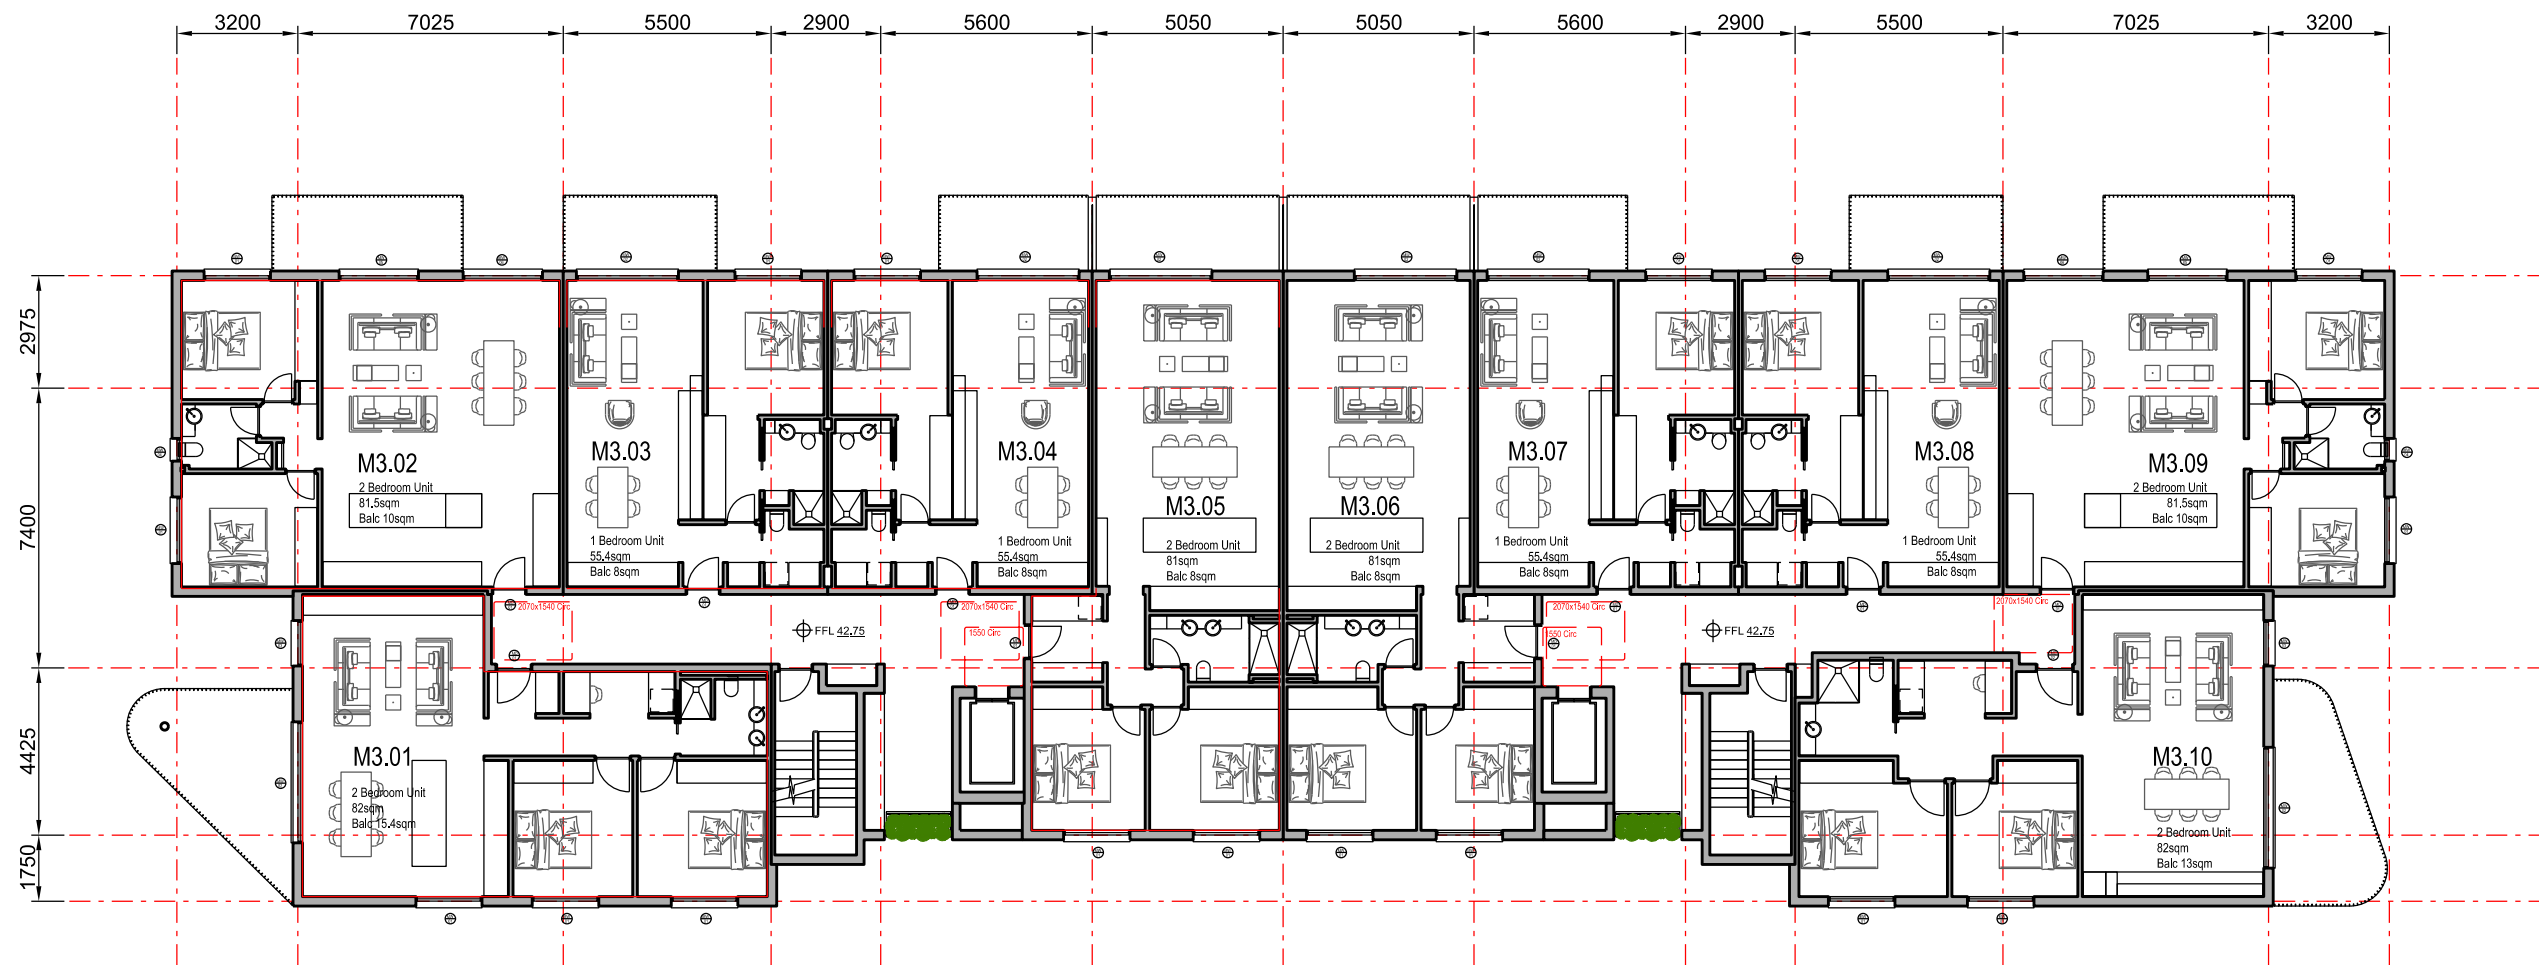 3200 7025 5500 2900 5600 5050 5050 5600 2900 5500 7025 3200
2975
7400
4425
1750
M3.02
2 Bedroom Unit
81.5sqm
Balc 10sqm
M3.03
1 Bedroom Unit
55.4sqm
Balc 8sqm
M3.04
1 Bedroom Unit
55.4sqm
Balc 8sqm
M3.05
2 Bedroom Unit
81sqm
Balc 8sqm
M3.06
2 Bedroom Unit
81sqm
Balc 8sqm
M3.07
1 Bedroom Unit
55.4sqm
Balc 8sqm
M3.08
1 Bedroom Unit
55.4sqm
Balc 8sqm
M3.09
2 Bedroom Unit
81.5sqm
Balc 10sqm
2070x1540 Circ
FFL 42.75
2070x1540 Circ
1550 Circ
2070x1540 Circ
1550 Circ
FFL 42.75
2070x1540 Circ
M3.01
2 Bedroom Unit
82sqm
Balc 15.4sqm
M3.10
2 Bedroom Unit
82sqm
Balc 13sqm